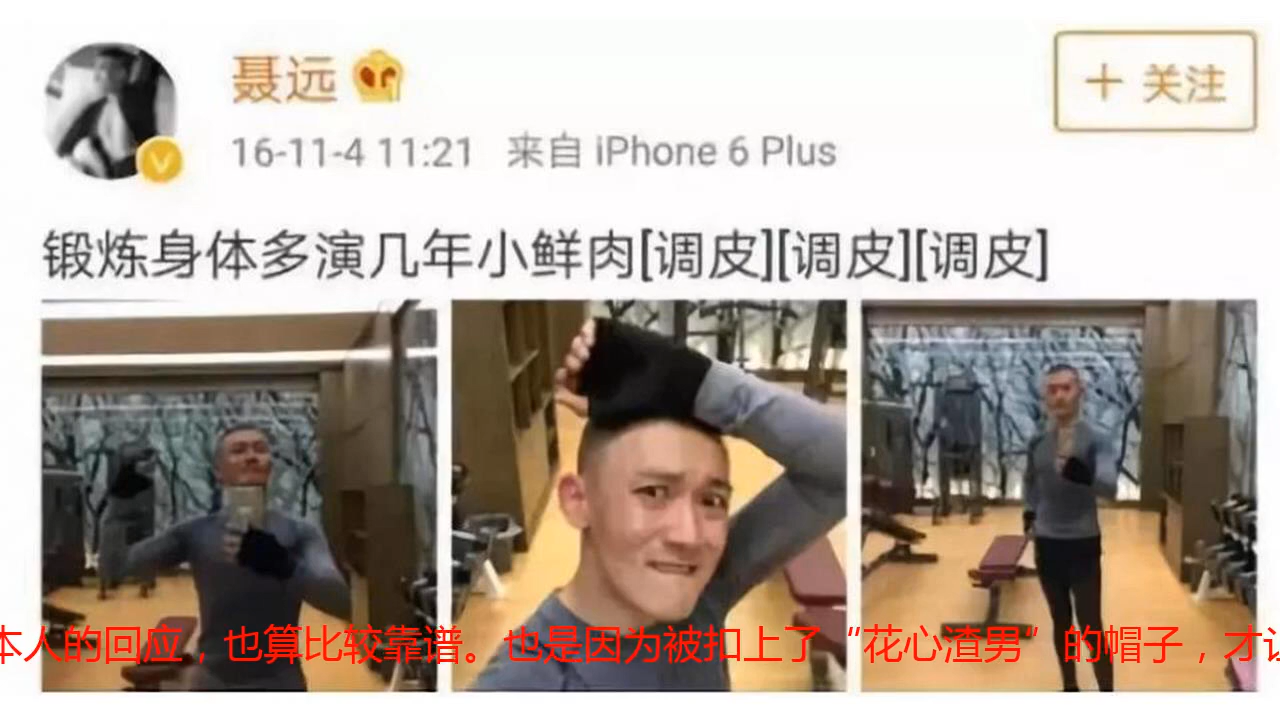 聂远
+ 关注
16-11-4 11:21 来自 iPhone 6 Plus
锻炼身体多演几年小鲜肉[调皮][调皮][调皮]
本人的回应，也算比较靠谱。也是因为被扣上了“花心渣男”的帽子，才让